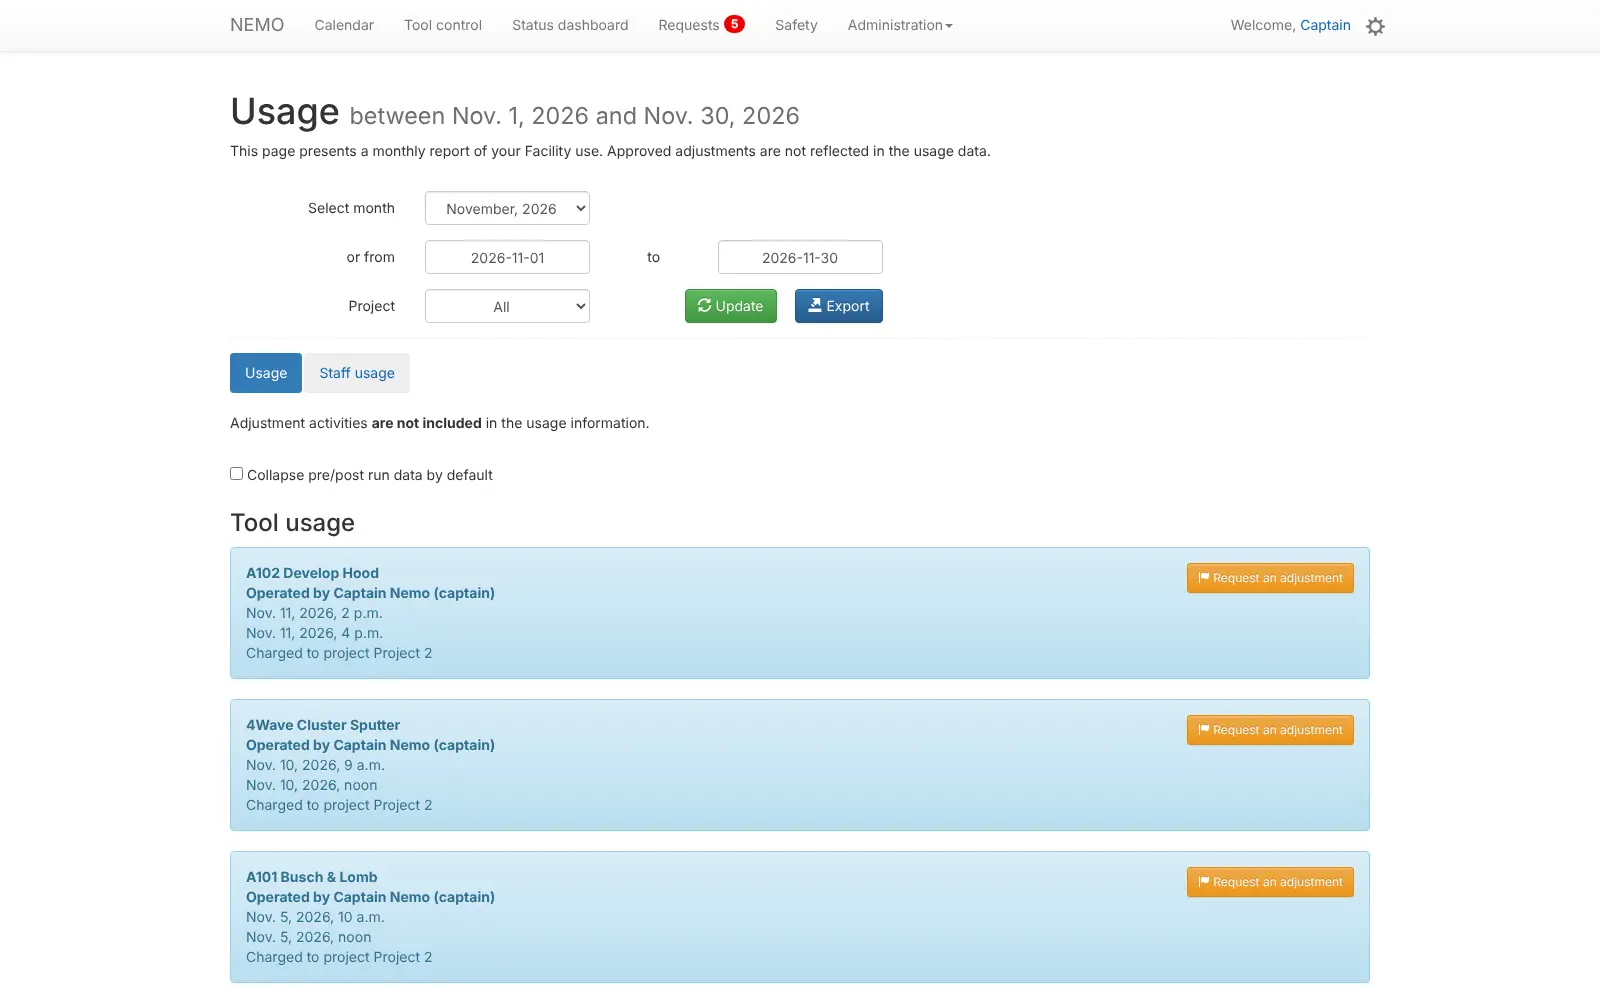 NEMO Calendar Tool control Status dashboard Requests 5 Safety Administration Welcome, Captain
Usage between Nov. 1, 2026 and Nov. 30, 2026
This page presents a monthly report of your Facility use. Approved adjustments are not reflected in the usage data.
Select month November, 2026
or from 2026-11-01 to 2026-11-30
Project All Update Export
Usage Staff usage
Adjustment activities are not included in the usage information.
Collapse pre/post run data by default
Tool usage
A102 Develop Hood Request an adjustment
Operated by Captain Nemo (captain)
Nov. 11, 2026, 2 p.m.
Nov. 11, 2026, 4 p.m.
Charged to project Project 2
4Wave Cluster Sputter Request an adjustment
Operated by Captain Nemo (captain)
Nov. 10, 2026, 9 a.m.
Nov. 10, 2026, noon
Charged to project Project 2
A101 Busch & Lomb Request an adjustment
Operated by Captain Nemo (captain)
Nov. 5, 2026, 10 a.m.
Nov. 5, 2026, noon
Charged to project Project 2